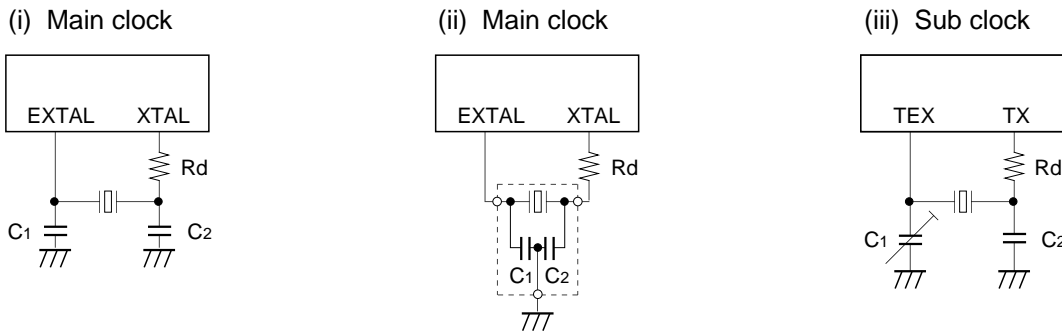 (i) Main clock
(ii) Main clock
(iii) Sub clock
EXTAL XTAL
EXTAL XTAL
TEX TX
Rd
Rd
Rd
C1
C2
C1 C2
C1
C2